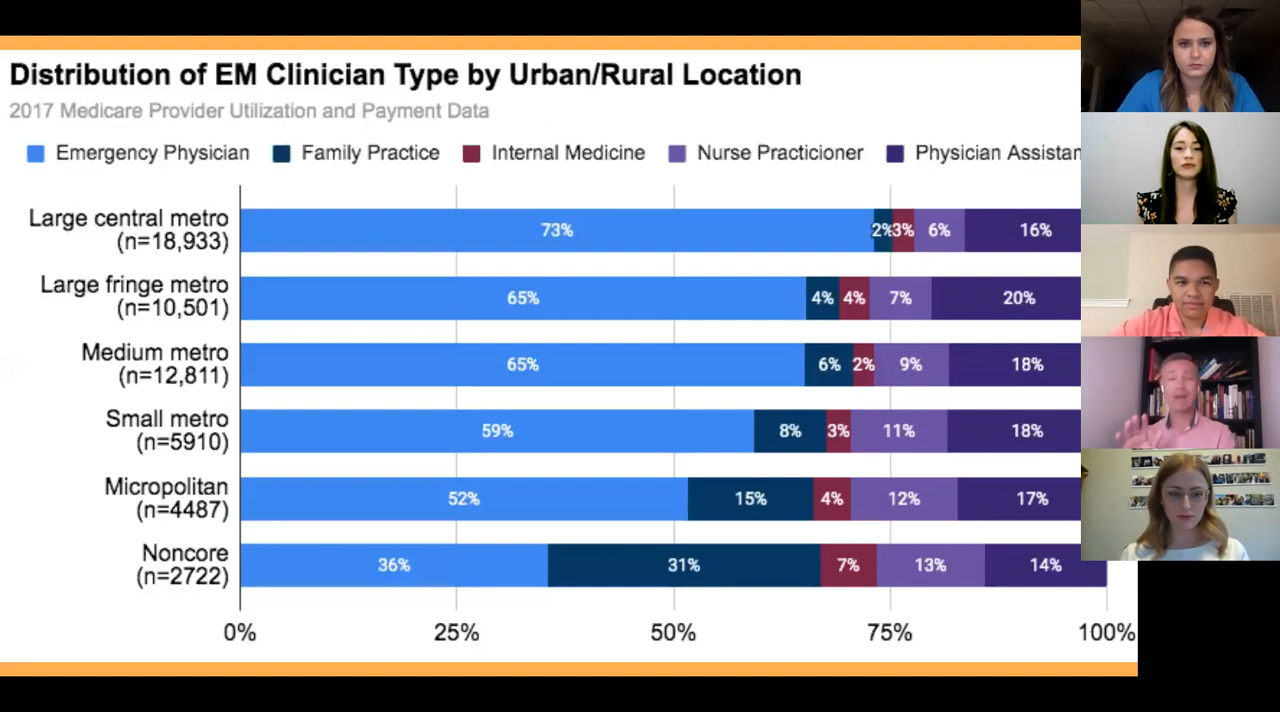 Distribution of EM Clinician Type by Urban/Rural Location
2017 Medicare Provider Utilization and Payment Data
Emergency Physician Family Practice Internal Medicine Nurse Practicioner Physician Assistan
Large central metro
(n=18,933)
73% 2% 3% 6% 16%
Large fringe metro
(n=10,501)
65% 4% 4% 7% 20%
Medium metro
(n=12,811)
65% 6% 2% 9% 18%
Small metro
(n=5910)
59% 8% 3% 11% 18%
Micropolitan
(n=4487)
52% 15% 4% 12% 17%
Noncore
(n=2722)
36% 31% 7% 13% 14%
0% 25% 50% 75% 100%